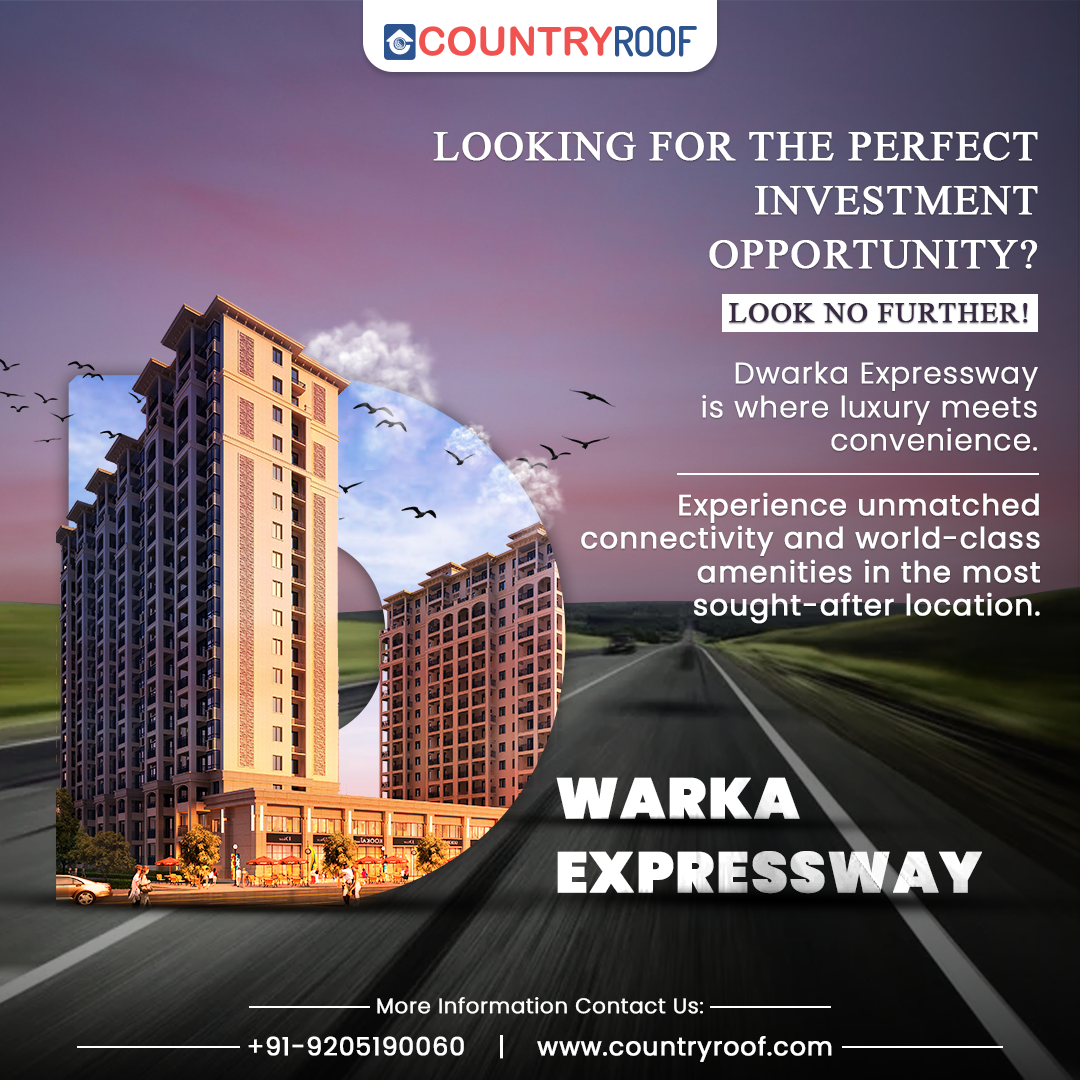 COUNTRYROOF
LOOKING FOR THE PERFECT
INVESTMENT
OPPORTUNITY?
LOOK NO FURTHER!
Dwarka Expressway
is where luxury meets
convenience.
Experience unmatched
connectivity and world-class
amenities in the most
sought-after location.
DWARKA
EXPRESSWAY
More Information Contact Us:
+91-9205190060 | www.countryroof.com